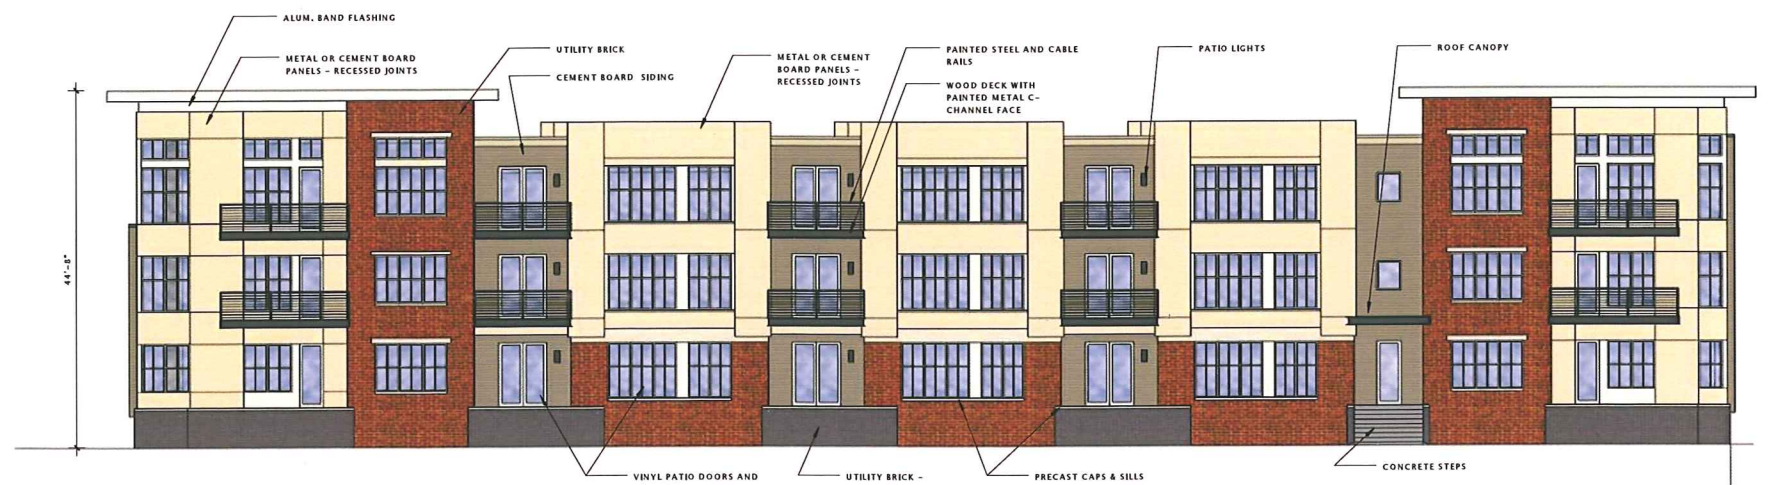 ALUM. BAND FLASHING
METAL OR CEMENT BOARD
PANELS - RECESSED JOINTS
UTILITY BRICK
CEMENT BOARD SIDING
METAL OR CEMENT
BOARD PANELS -
RECESSED JOINTS
PAINTED STEEL AND CABLE
RAILS
WOOD DECK WITH
PAINTED METAL C-
CHANNEL FACE
PATIO LIGHTS
ROOF CANOPY
44'-8"
VINYL PATIO DOORS AND
UTILITY BRICK -
PRECAST CAPS & SILLS
CONCRETE STEPS